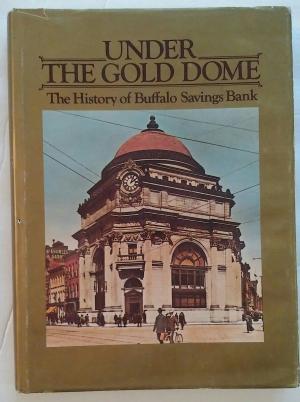 UNDER
THE GOLD DOME
The History of Buffalo Savings Bank